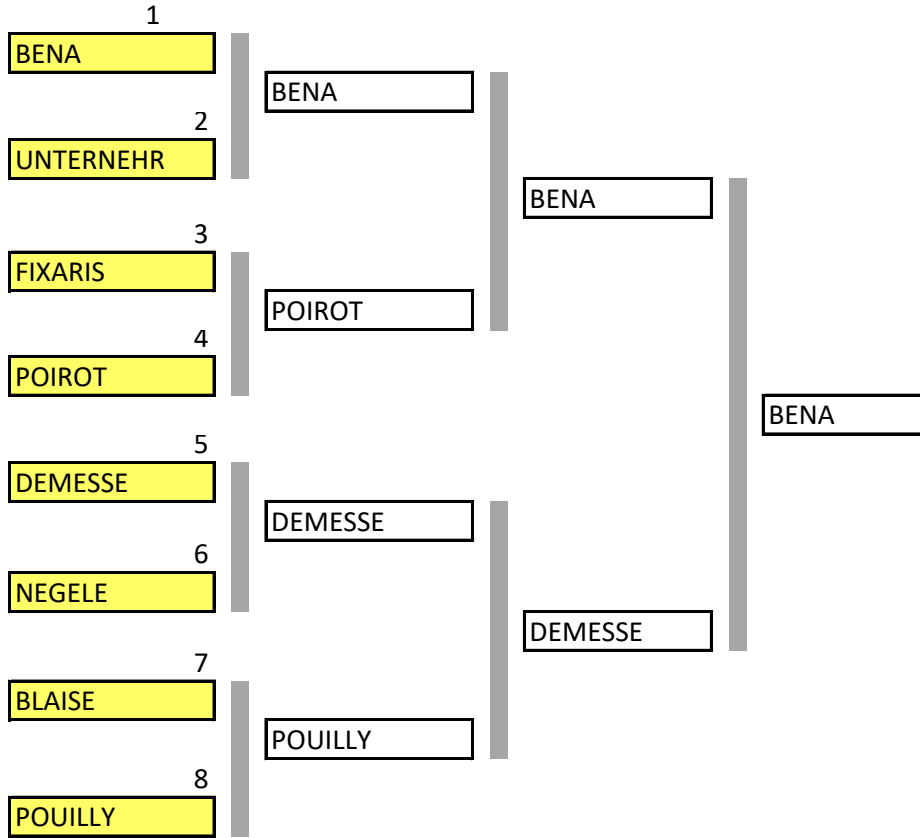 1
BENA
BENA
2
UNTERNEHR
BENA
3
FIXARIS
POIROT
4
POIROT
BENA
5
DEMESSE
DEMESSE
6
NEGELE
DEMESSE
7
BLAISE
POUILLY
8
POUILLY